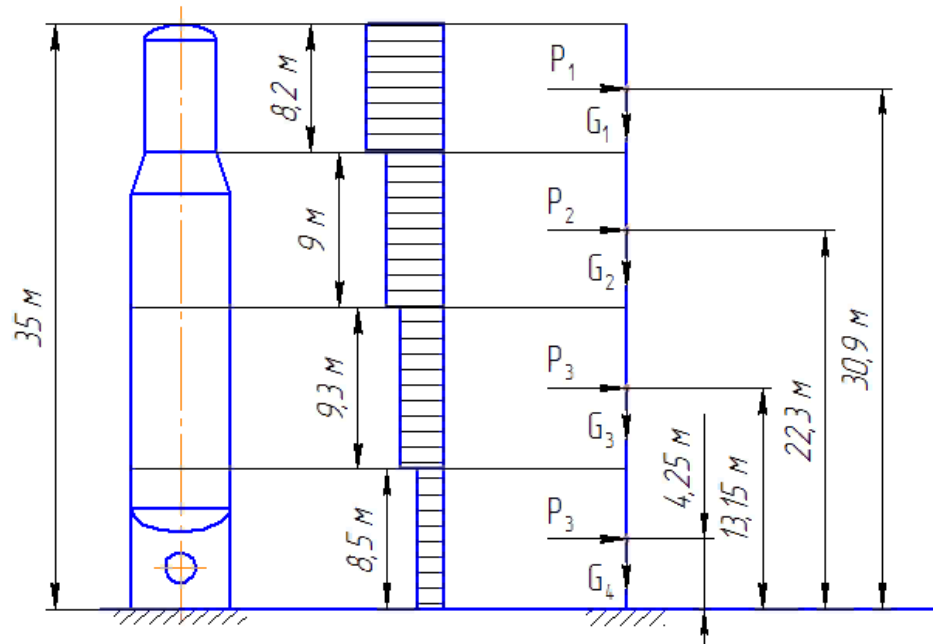 35 м
8,2 м
9 м
9,3 м
8,5 м
P₁
G₁
P₂
G₂
P₃
G₃
P₃
G₄
4,25 м
13,15 м
22,3 м
30,9 м